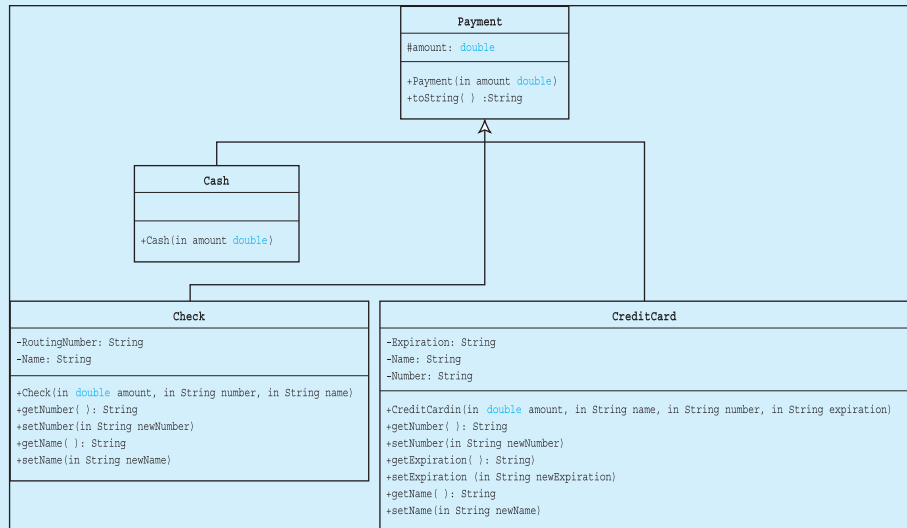 Payment
#amount: double
+Payment(in amount double)
+toString( ) :String
Cash
+Cash(in amount double)
Check
-RoutingNumber: String
-Name: String
+Check(in double amount, in String number, in String name)
+getNumber( ): String
+setNumber(in String newNumber)
+getName( ): String
+setName(in String newName)
CreditCard
-Expiration: String
-Name: String
-Number: String
+CreditCardin(in double amount, in String name, in String number, in String expiration)
+getNumber( ): String
+setNumber(in String newNumber)
+getExpiration( ): String)
+setExpiration (in String newExpiration)
+getName( ): String
+setName(in String newName)